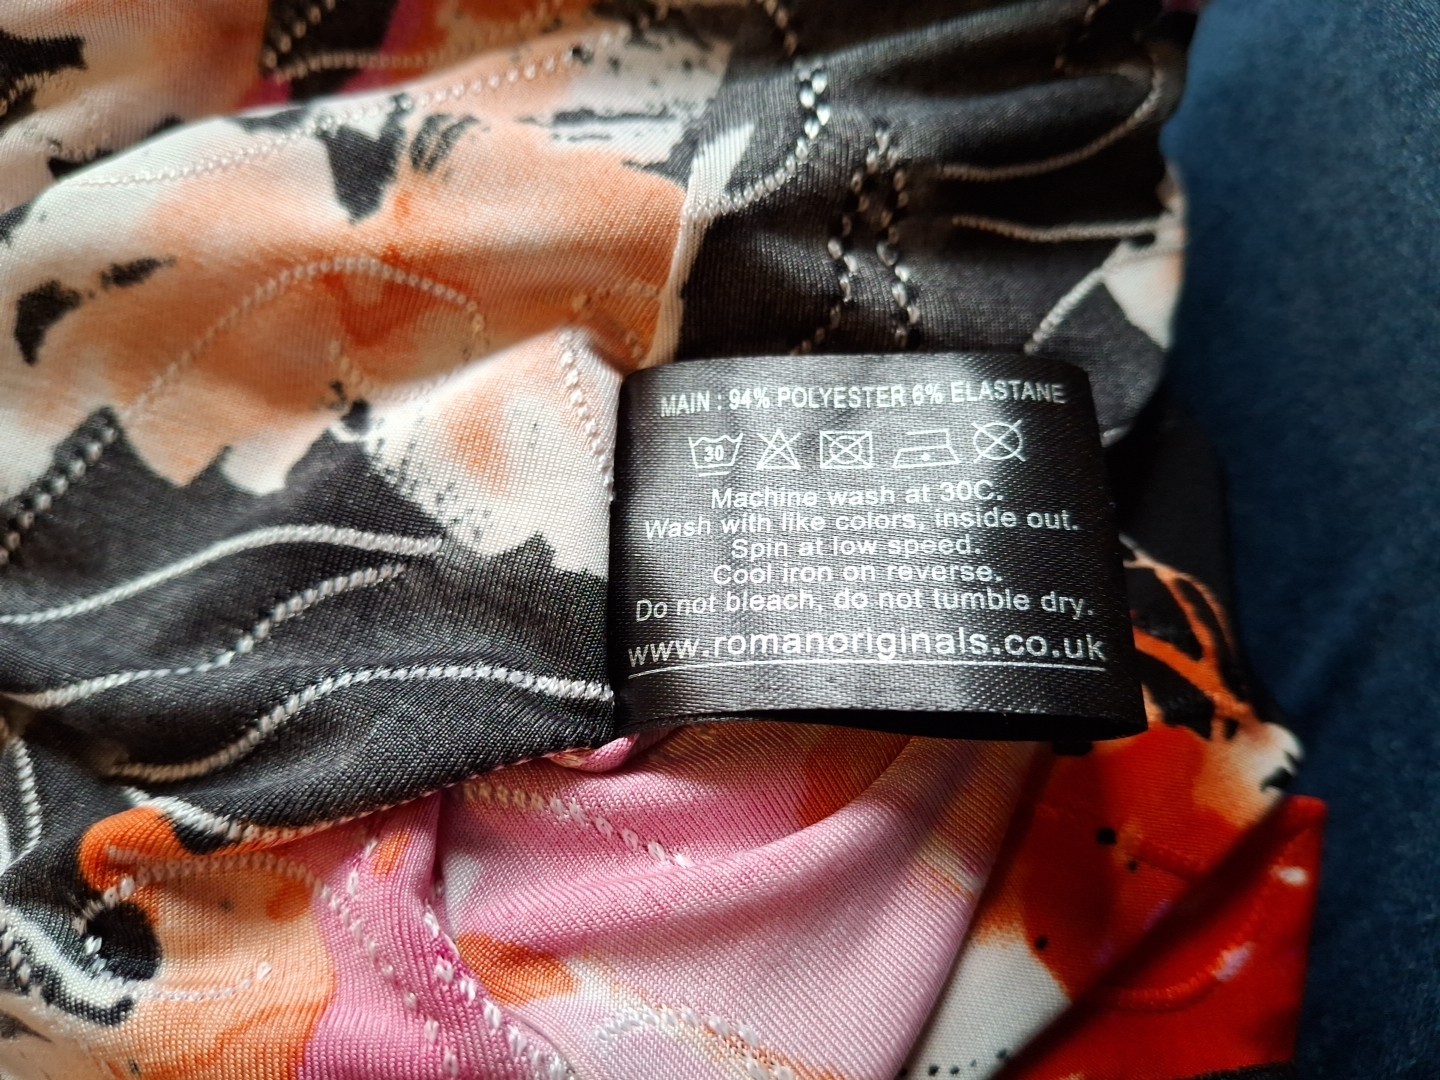 MAIN : 94% POLYESTER 6% ELASTANE
30
Machine wash at 30C.
Wash with like colors, inside out.
Spin at low speed.
Cool iron on reverse.
Do not bleach, do not tumble dry.
www.romanoriginals.co.uk